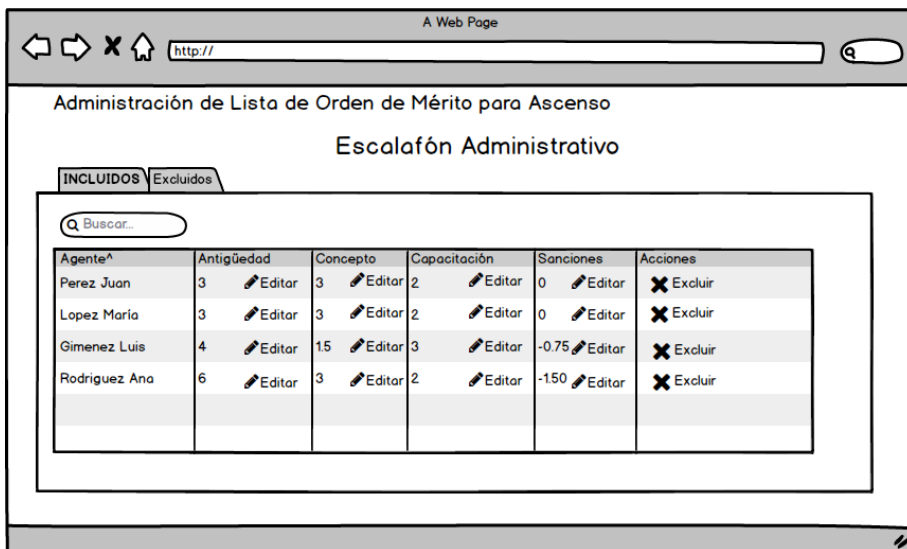 A Web Page
http://
Administración de Lista de Orden de Mérito para Ascenso
Escalafón Administrativo
INCLUIDOS Excluidos
Buscar...
Agente^ Antigüedad Concepto Capacitación Sanciones Acciones
Perez Juan 3 Editar 3 Editar 2 Editar 0 Editar Excluir
Lopez María 3 Editar 3 Editar 2 Editar 0 Editar Excluir
Gimenez Luis 4 Editar 1.5 Editar 3 Editar -0.75 Editar Excluir
Rodriguez Ana 6 Editar 3 Editar 2 Editar -1.50 Editar Excluir